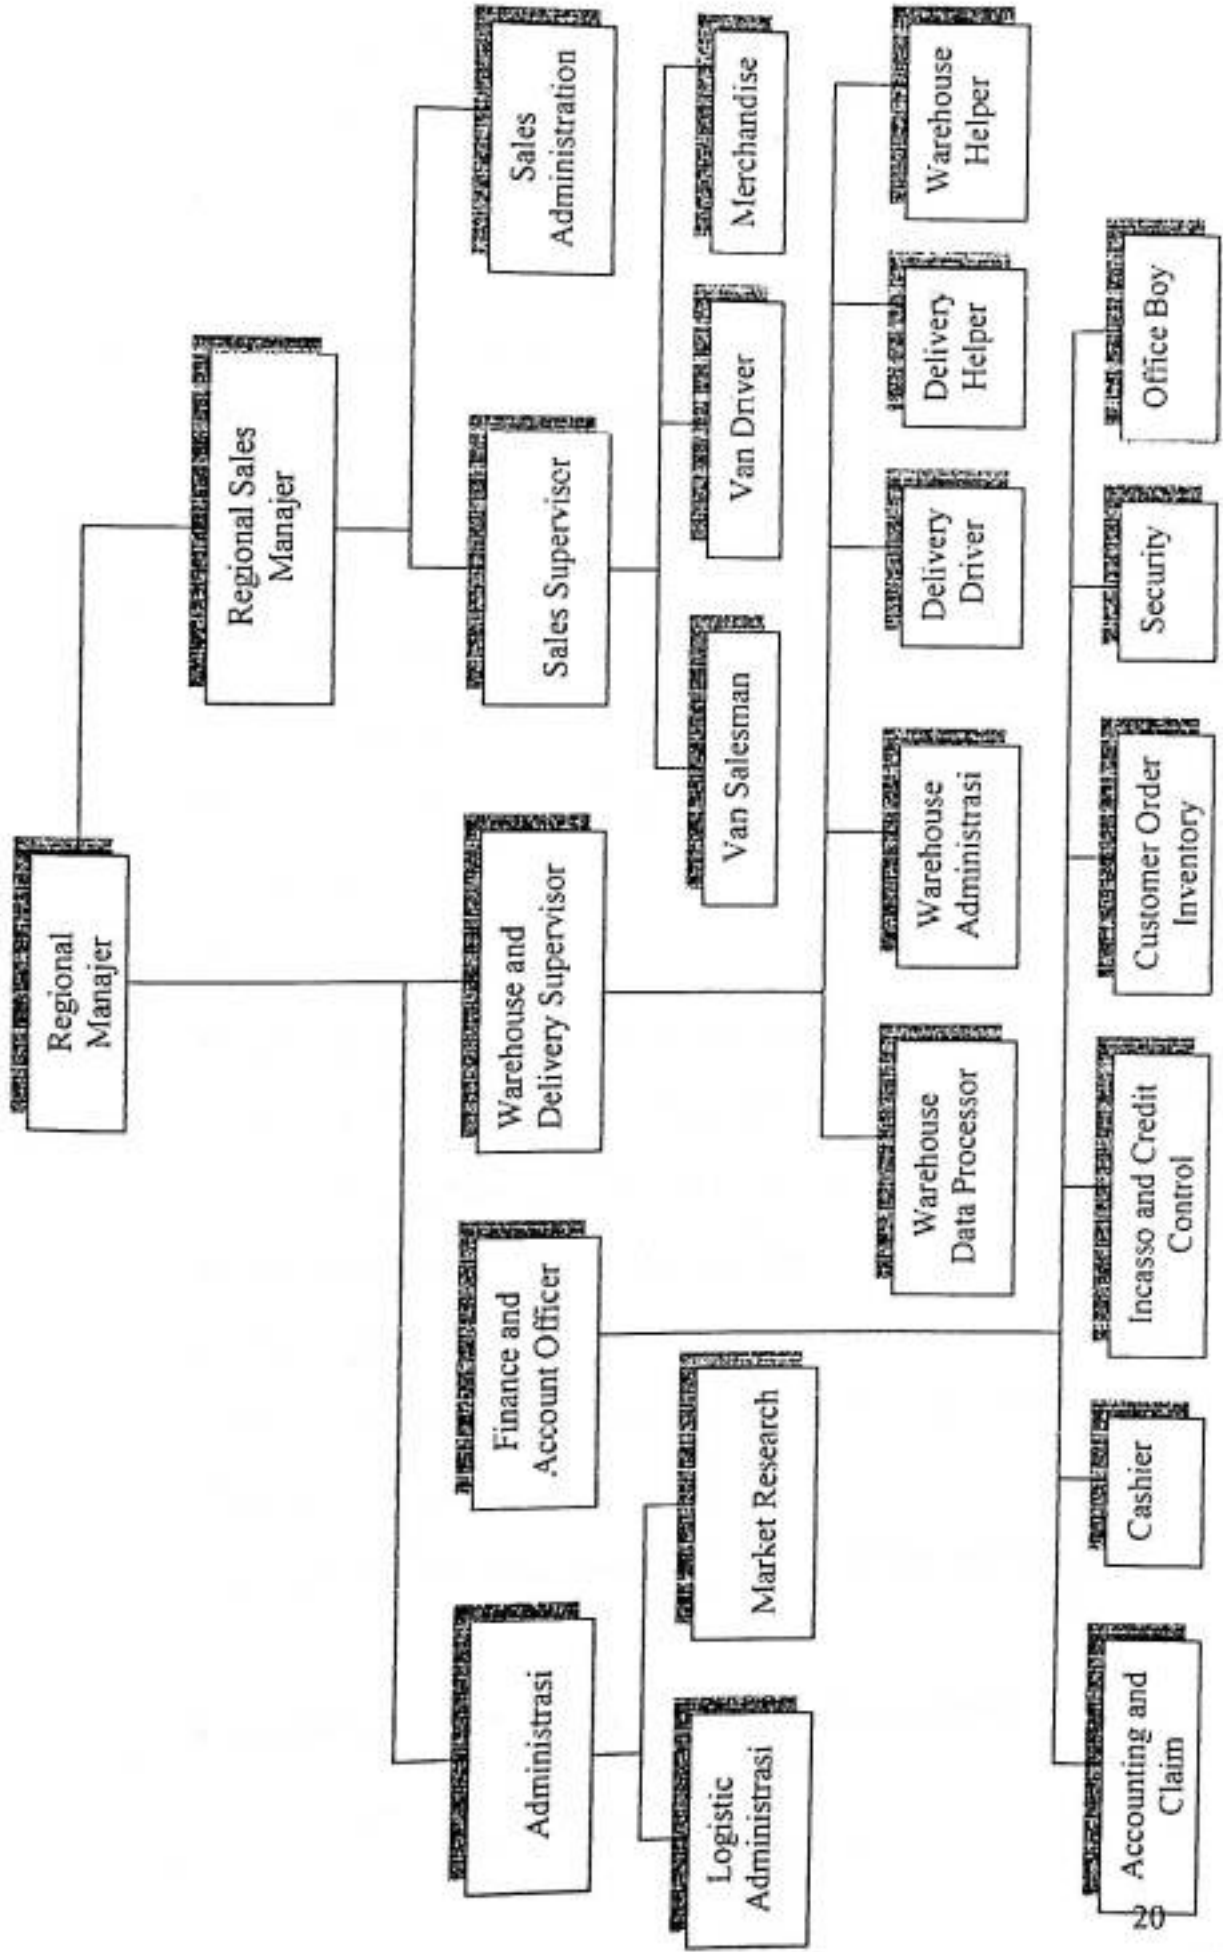 Regional
Manajer
Regional Sales
Manajer
Administrasi
Finance and
Account Officer
Warehouse and
Delivery Supervisor
Sales Supervisor
Sales
Administration
Logistic
Administrasi
Market Research
Van Salesman
Van Driver
Merchandise
Warehouse
Data Processor
Warehouse
Administrasi
Delivery
Driver
Delivery
Helper
Warehouse
Helper
Accounting and
Claim
Cashier
Incasso and Credit
Control
Customer Order
Inventory
Security
Office Boy
20